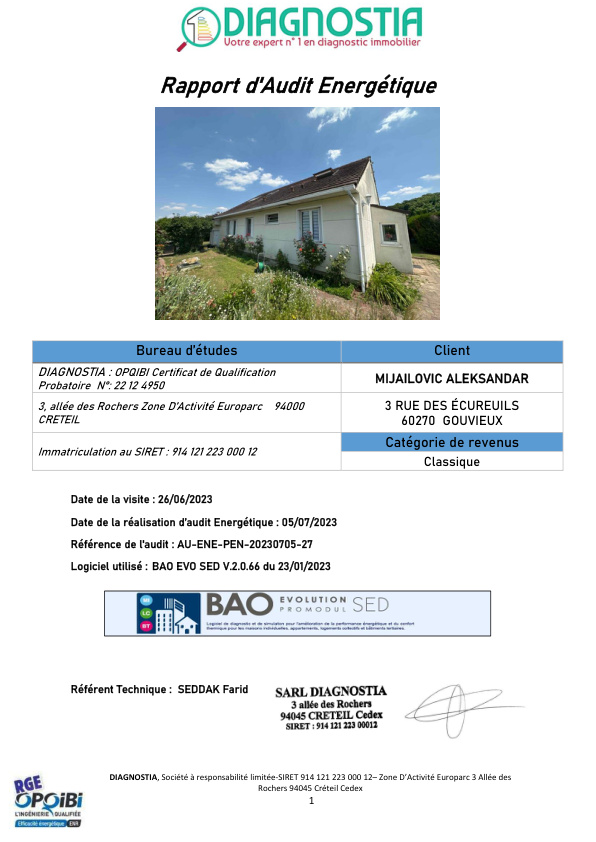 DIAGNOSTIA
Votre expert n°1 en diagnostic immobilier
Rapport d'Audit Energétique
Bureau d'études
Client
DIAGNOSTIA : OPQIBI Certificat de Qualification
Probatoire N°: 22 12 4950
MIJAILOVIC ALEKSANDAR
3, allée des Rochers Zone D'Activité Europarc 94000
CRETEIL
3 RUE DES ÉCUREUILS
60270 GOUVIEUX
Immatriculation au SIRET : 914 121 223 000 12
Catégorie de revenus
Classique
Date de la visite : 26/06/2023
Date de la réalisation d'audit Energétique : 05/07/2023
Référence de l'audit : AU-ENE-PEN-20230705-27
Logiciel utilisé : BAO EVO SED V.2.0.66 du 23/01/2023
LC
BT
BAO EVOLUTION SED
PROMODUL
Logiciel de diagnostic et de simulation pour l'amélioration de la performance énergétique et du confort
thermique pour les maisons individuelles, appartements, logements collectifs et bâtiments tertiaires.
Référent Technique : SEDDAK Farid
SARL DIAGNOSTIA
3 allée des Rochers
94045 CRETEIL Cedex
SIRET : 914 121 223 00012
DIAGNOSTIA, Société à responsabilité limitée-SIRET 914 121 223 000 12– Zone D'Activité Europarc 3 Allée des
Rochers 94045 Créteil Cedex
1
RGE
OPQIBI
L'INGÉNIERIE QUALIFIÉE
Efficacité énergétique ENR